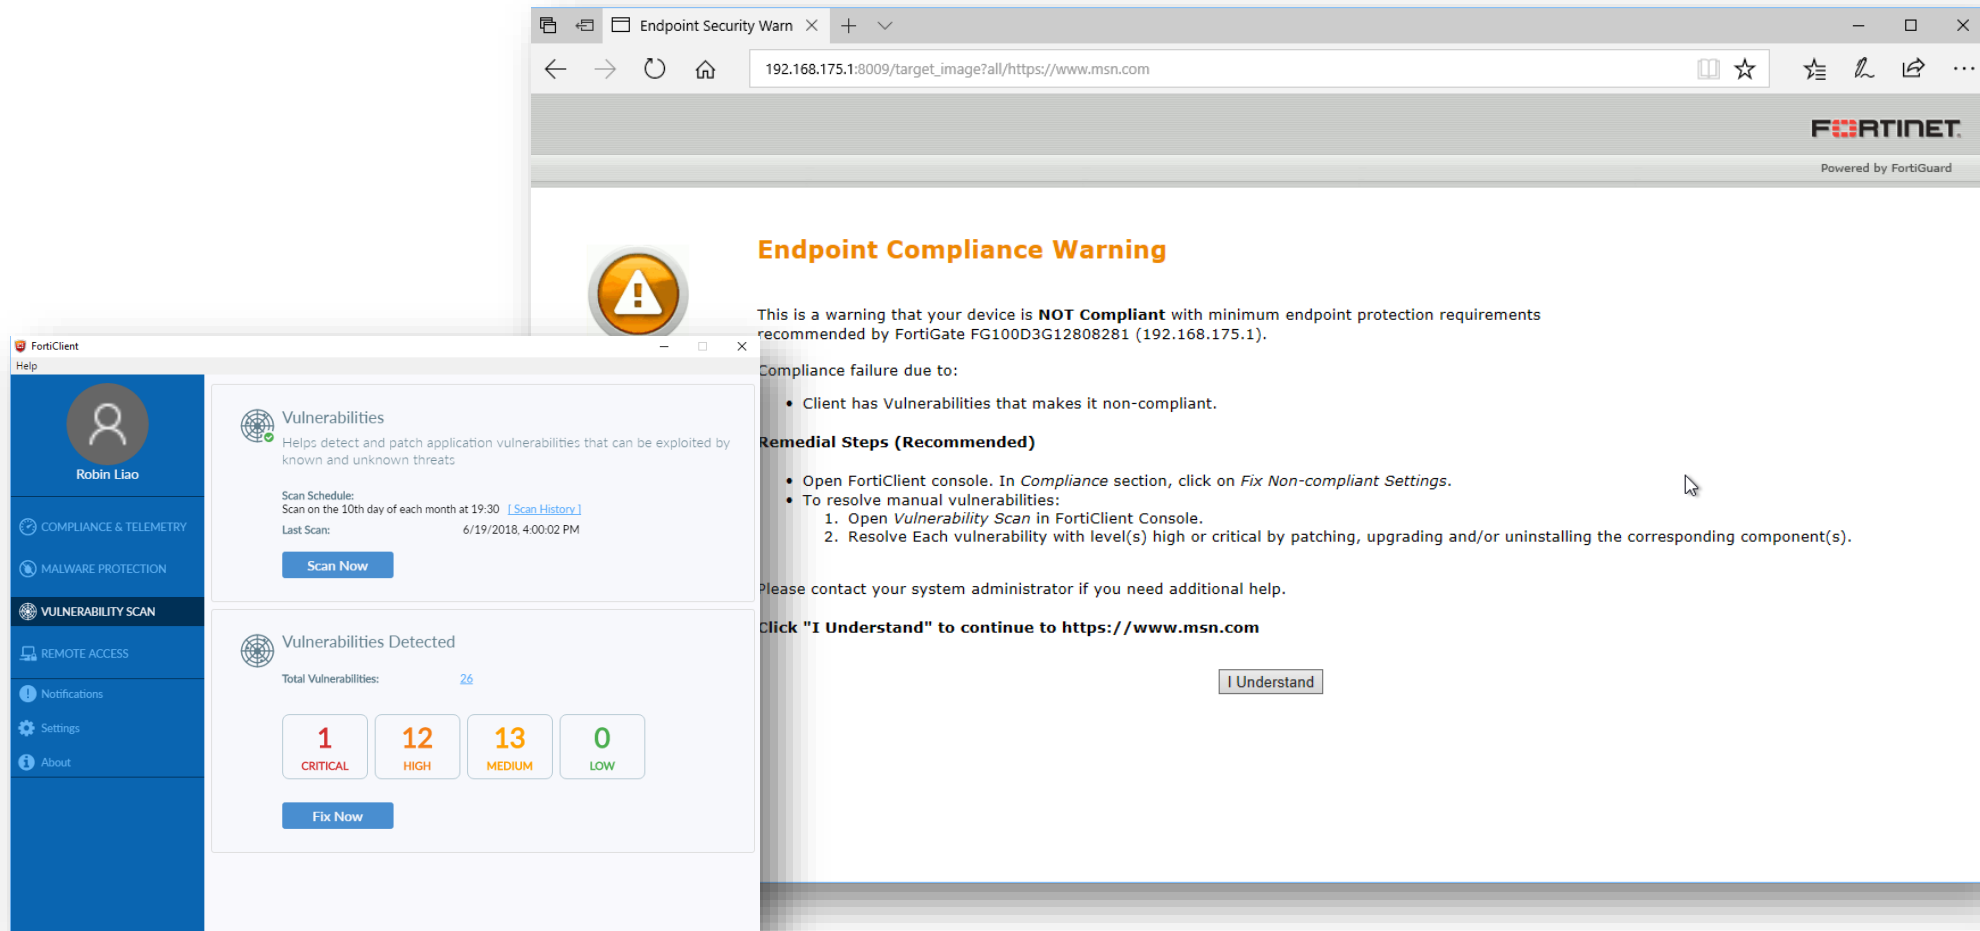 Endpoint Security Warn
192.168.175.1:8009/target_image?all/https://www.msn.com
FORTINET.
Powered by FortiGuard
Endpoint Compliance Warning
This is a warning that your device is NOT Compliant with minimum endpoint protection requirements
recommended by FortiGate FG100D3G12808281 (192.168.175.1).
Compliance failure due to:
• Client has Vulnerabilities that makes it non-compliant.
Remedial Steps (Recommended)
• Open FortiClient console. In Compliance section, click on Fix Non-compliant Settings.
• To resolve manual vulnerabilities:
1. Open Vulnerability Scan in FortiClient Console.
2. Resolve Each vulnerability with level(s) high or critical by patching, upgrading and/or uninstalling the corresponding component(s).
Please contact your system administrator if you need additional help.
Click "I Understand" to continue to https://www.msn.com
I Understand
FortiClient
Help
Robin Liao
COMPLIANCE & TELEMETRY
MALWARE PROTECTION
VULNERABILITY SCAN
REMOTE ACCESS
Notifications
Settings
About
Vulnerabilities
Helps detect and patch application vulnerabilities that can be exploited by
known and unknown threats
Scan Schedule:
Scan on the 10th day of each month at 19:30 [ Scan History ]
Last Scan: 6/19/2018, 4:00:02 PM
Scan Now
Vulnerabilities Detected
Total Vulnerabilities: 26
1 12 13 0
CRITICAL HIGH MEDIUM LOW
Fix Now